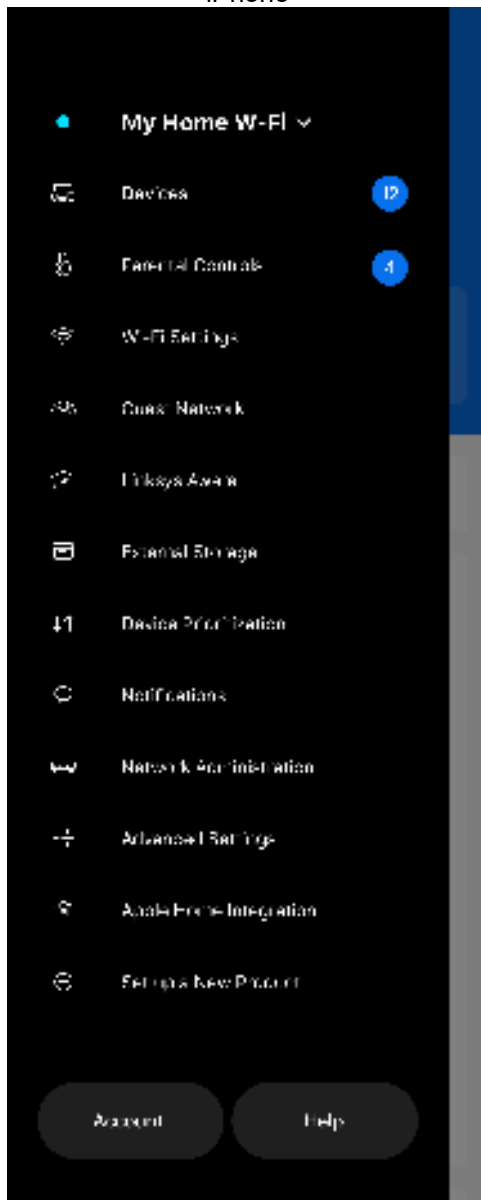 iPhone
My Home W-Fi
Devices
12
Parental Controls
4
Wi-Fi Settings
Guest Network
Linksys Aware
External Storage
Device Prioritization
Notifications
Network Administration
Advanced Settings
Apple Home Integration
Set up a New Product
Account
Help